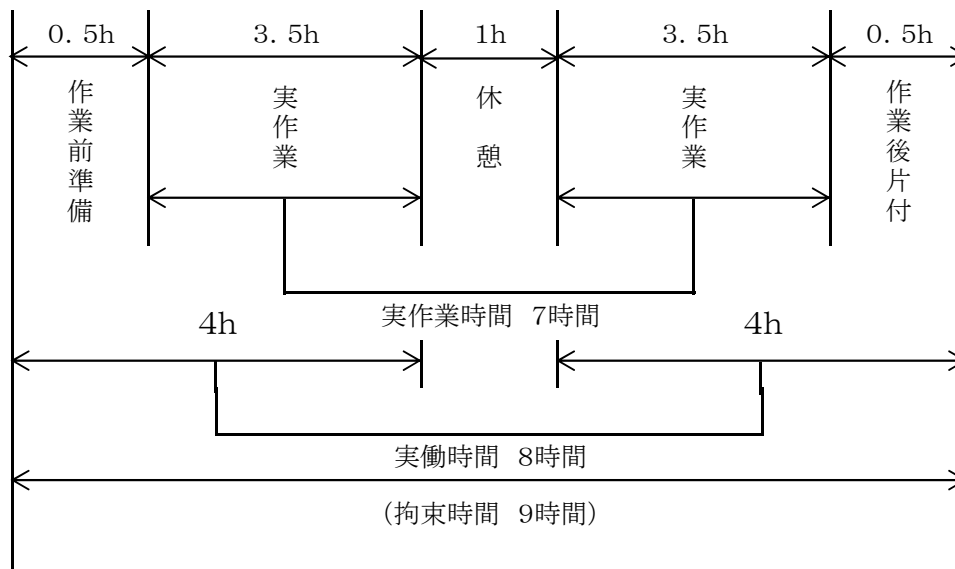 0.5h
3.5h
1h
3.5h
0.5h
作業前準備
実作業
休憩
実作業
作業後片付
実作業時間 7時間
4h
4h
実働時間 8時間
(拘束時間 9時間)